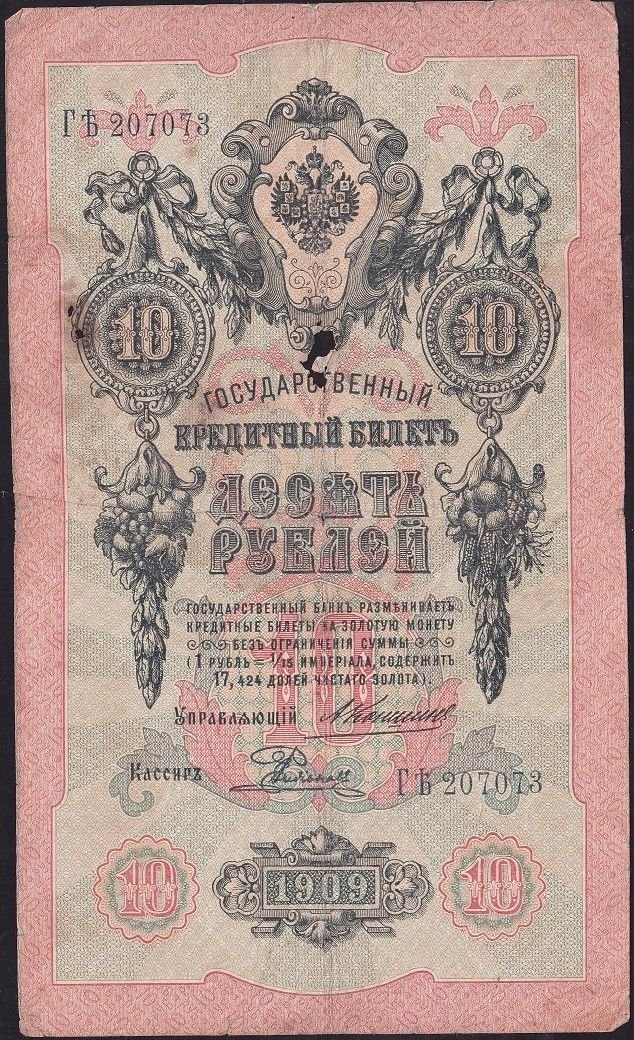 ГѢ 207073
10 10
ГОСУДАРСТВЕННЫЙ
КРЕДИТНЫЙ БИЛЕТЪ
ДЕСЯТЬ
РУБЛЕЙ
ГОСУДАРСТВЕННЫЙ БАНКЪ РАЗМѢНИВАЕТЪ
КРЕДИТНЫЕ БИЛЕТЫ НА ЗОЛОТУЮ МОНЕТУ
БЕЗЪ ОГРАНИЧЕНІЯ СУММЫ
(1 РУБЛЬ = 1/15 ИМПЕРІАЛА, СОДЕРЖИТЪ
17,424 ДОЛЕЙ ЧИСТАГО ЗОЛОТА).
10
УПРАВЛЯЮЩІЙ А. Коншинъ
КАССИРЪ
ГѢ 207073
10 1909 10